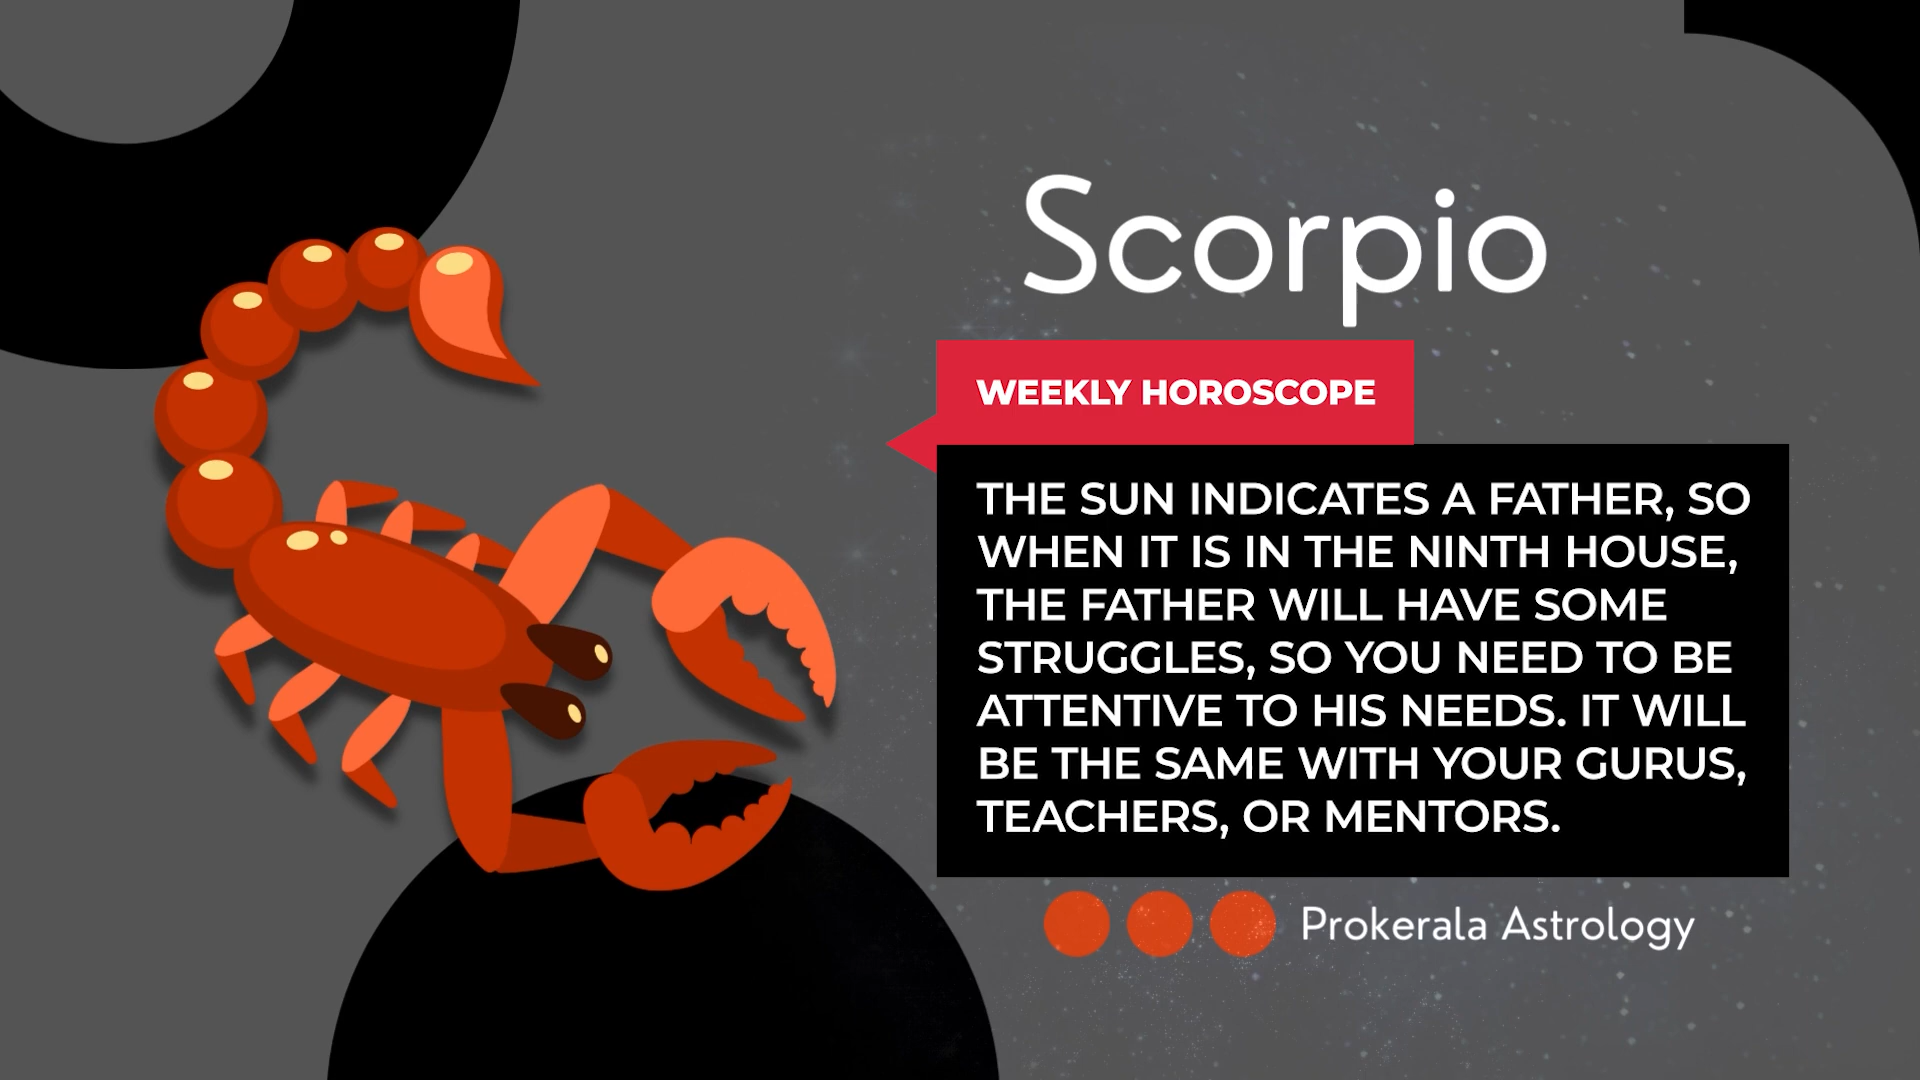 Scorpio
WEEKLY HOROSCOPE
THE SUN INDICATES A FATHER, SO
WHEN IT IS IN THE NINTH HOUSE,
THE FATHER WILL HAVE SOME
STRUGGLES, SO YOU NEED TO BE
ATTENTIVE TO HIS NEEDS. IT WILL
BE THE SAME WITH YOUR GURUS,
TEACHERS, OR MENTORS.
Prokerala Astrology